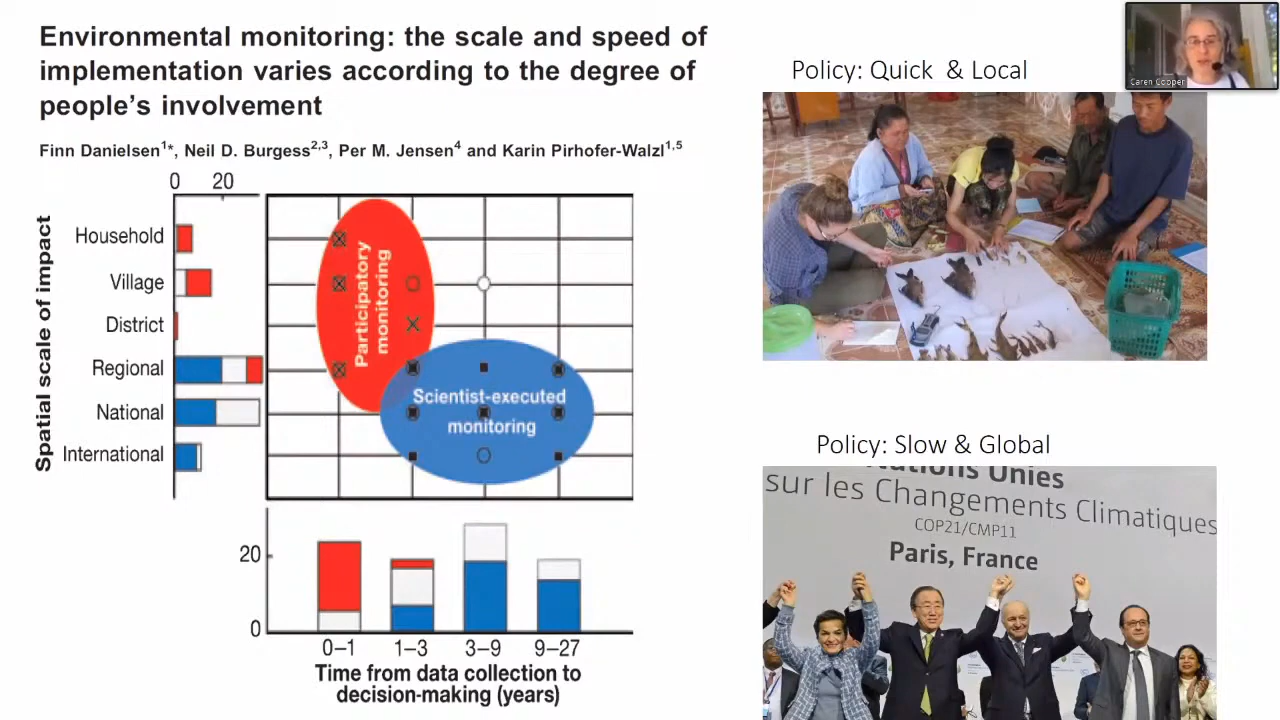 Environmental monitoring: the scale and speed of
implementation varies according to the degree of
people's involvement
Finn Danielsen1*, Neil D. Burgess2,3, Per M. Jensen4 and Karin Pirhofer-Walzl1,5
0 20
Spatial scale of impact
Household
Village
District
Regional
National
International
Participatory
monitoring
Scientist-executed
monitoring
20
0
0–1 1–3 3–9 9–27
Time from data collection to
decision-making (years)
Policy: Quick & Local
Caren Cooper
Policy: Slow & Global
Nations Unies
sur les Changements Climatiques
COP21/CMP11
Paris, France